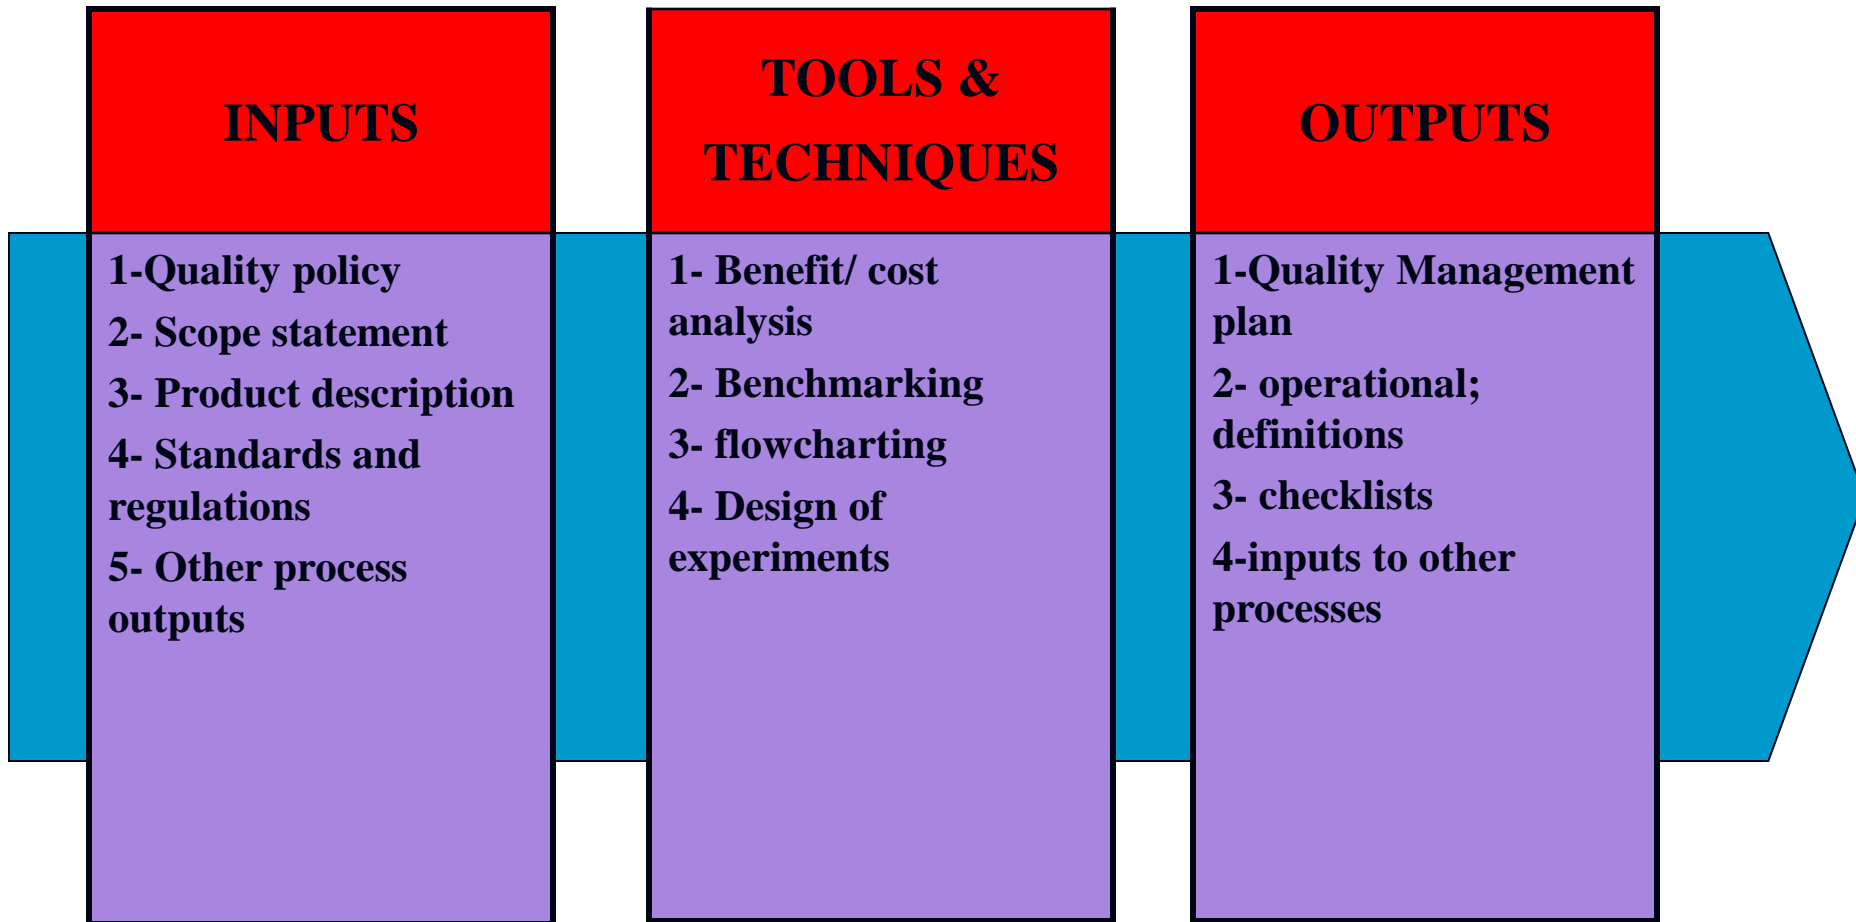 INPUTS
1-Quality policy
2- Scope statement
3- Product description
4- Standards and
regulations
5- Other process
outputs
TOOLS &
TECHNIQUES
1- Benefit/ cost
analysis
2- Benchmarking
3- flowcharting
4- Design of
experiments
OUTPUTS
1-Quality Management
plan
2- operational;
definitions
3- checklists
4-inputs to other
processes